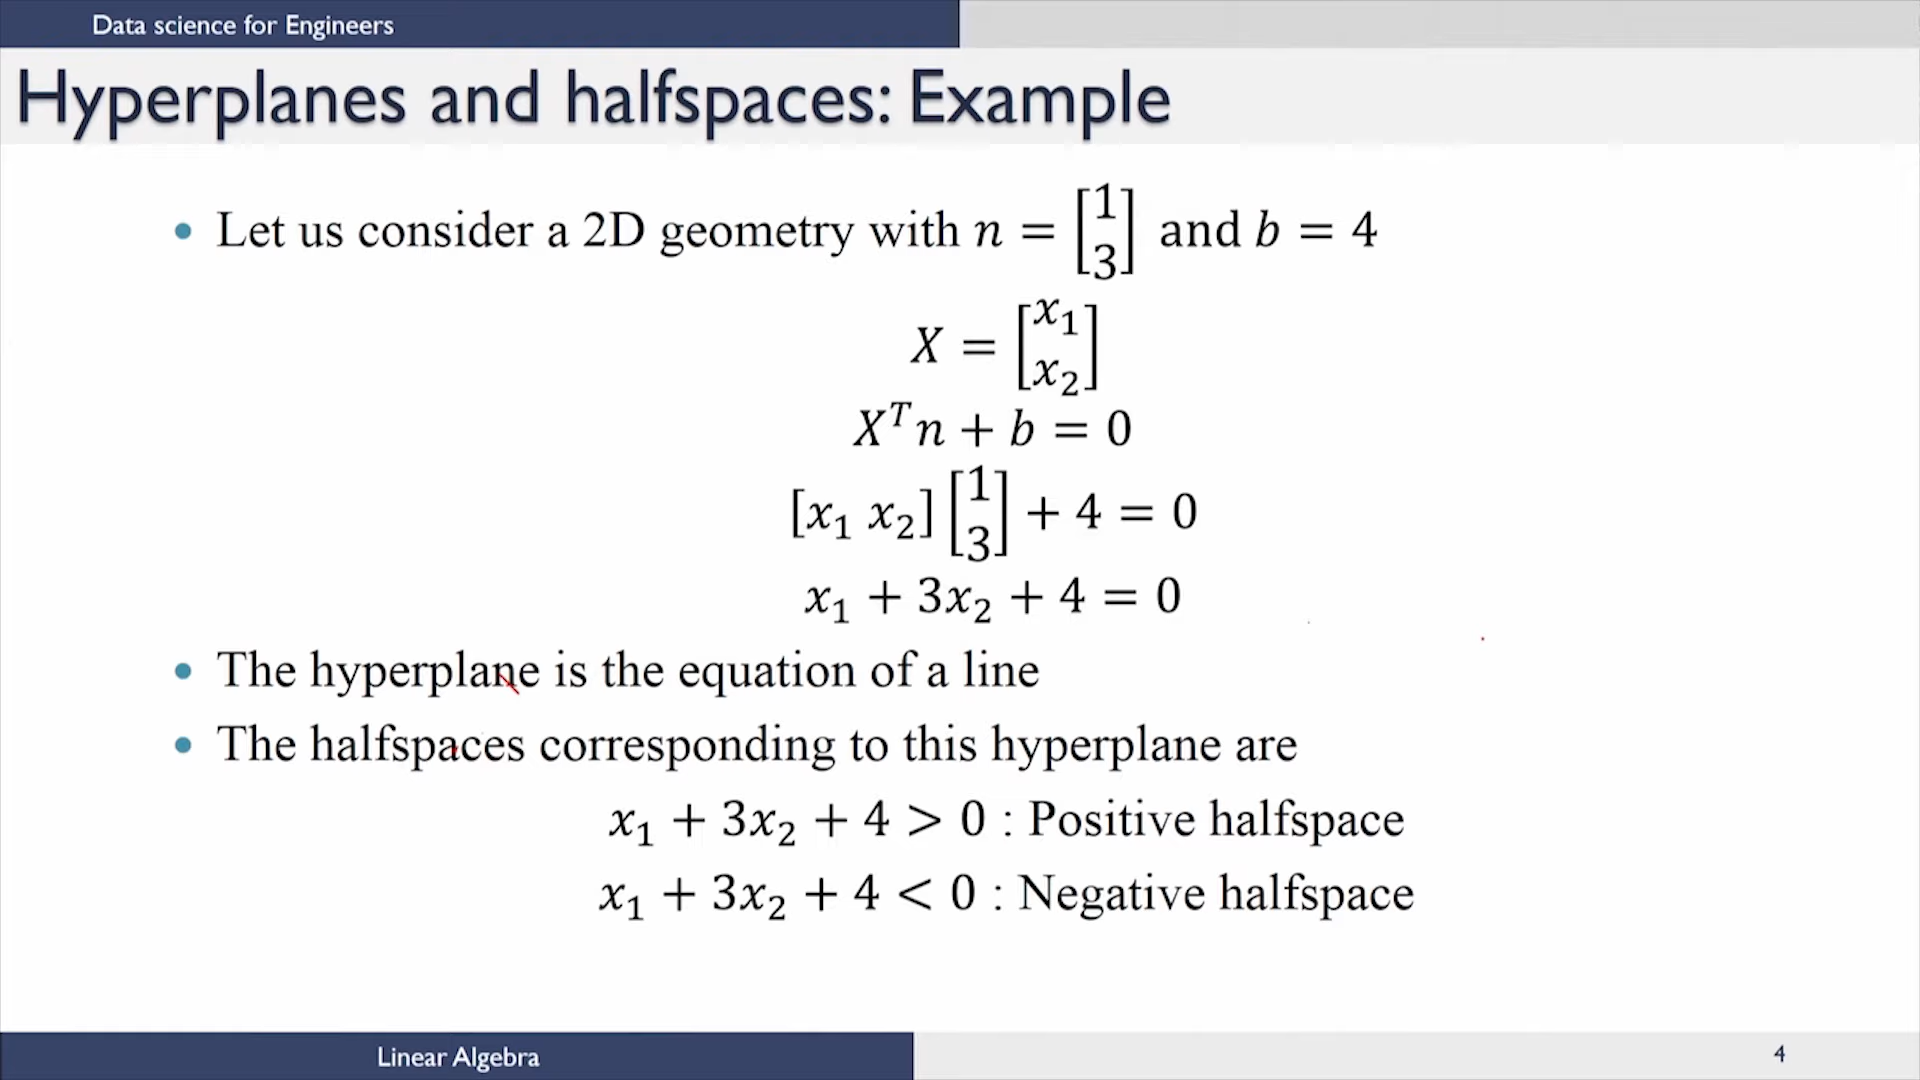 Data science for Engineers
Hyperplanes and halfspaces: Example
• Let us consider a 2D geometry with n = [1 3] and b = 4
X = [x₁ x₂]
Xᵀn + b = 0
[x₁ x₂] [1 3] + 4 = 0
x₁ + 3x₂ + 4 = 0
• The hyperplane is the equation of a line
• The halfspaces corresponding to this hyperplane are
x₁ + 3x₂ + 4 > 0 : Positive halfspace
x₁ + 3x₂ + 4 < 0 : Negative halfspace
Linear Algebra
4